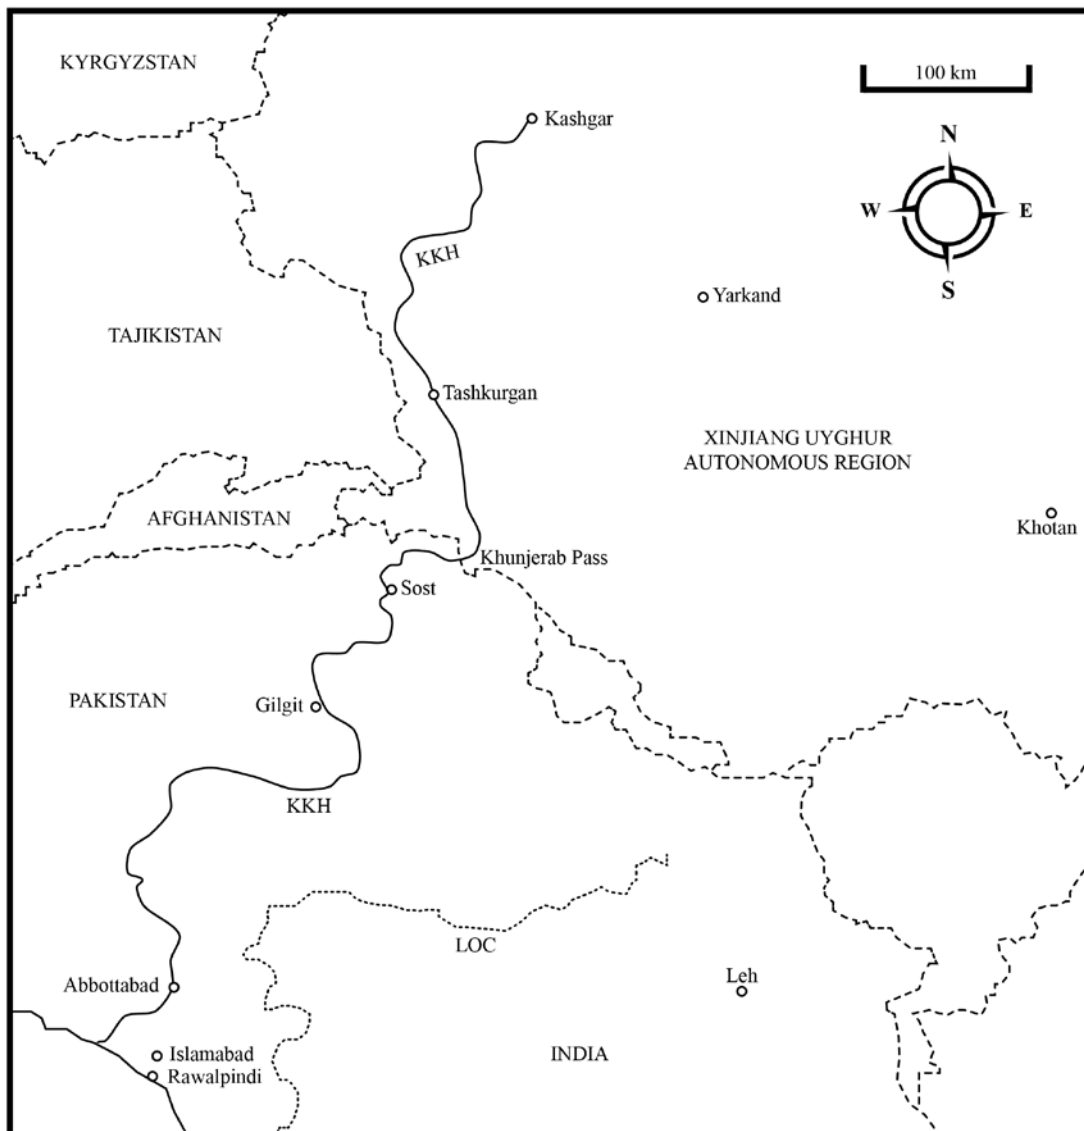 KYRGYZSTAN
100 km
Kashgar
N
W
E
S
KKH
Yarkand
TAJIKISTAN
Tashkurgan
XINJIANG UYGHUR
AUTONOMOUS REGION
AFGHANISTAN
Khotan
Khunjerab Pass
Sost
PAKISTAN
Gilgit
KKH
LOC
Leh
Abbottabad
INDIA
Islamabad
Rawalpindi